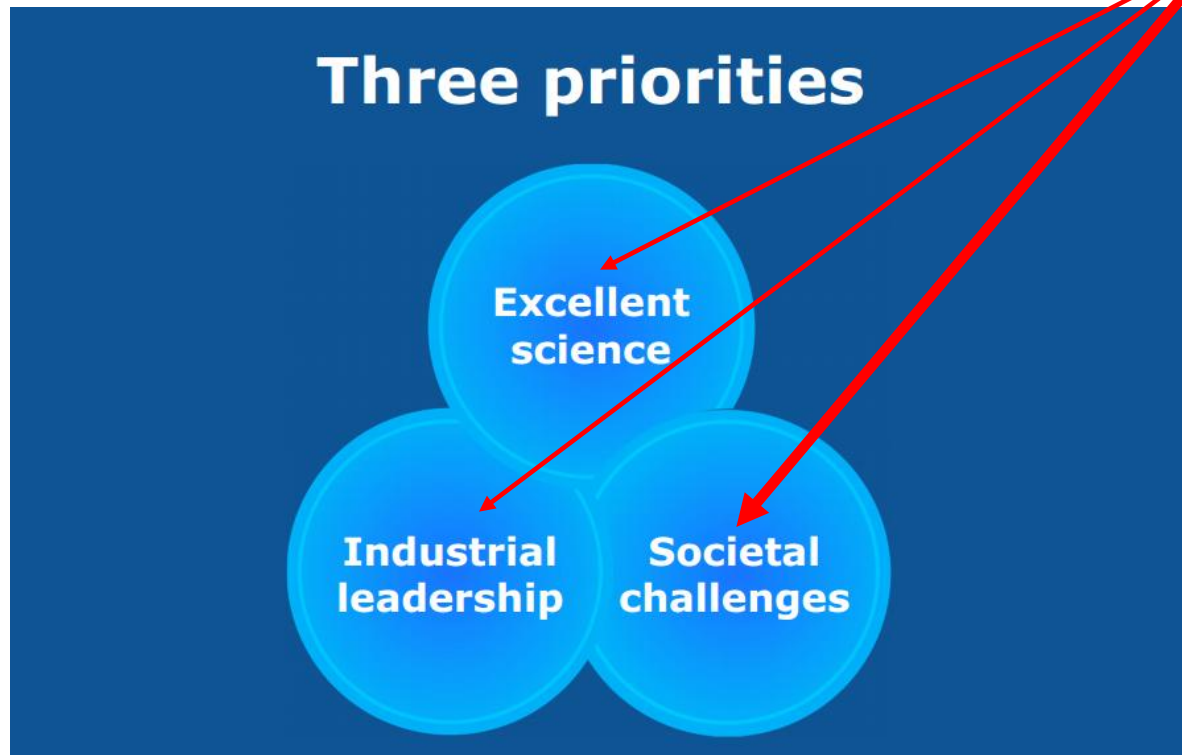 Three priorities
Excellent
science
Industrial
leadership
Societal
challenges